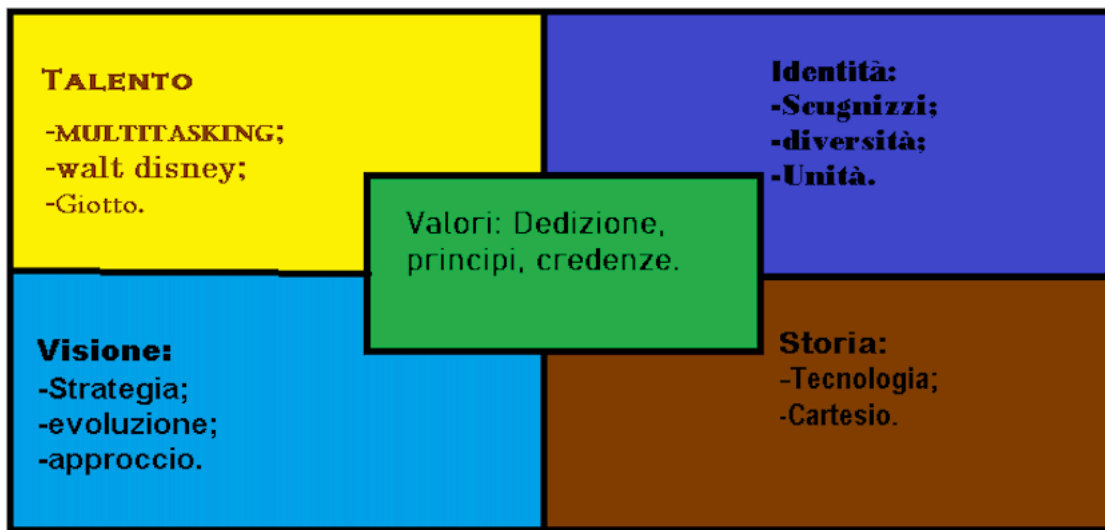 TALENTO
-MULTITASKING;
-walt disney;
-Giotto.
Identità:
-Scugnizzi;
-diversità;
-Unità.
Valori: Dedizione,
principi, credenze.
Visione:
-Strategia;
-evoluzione;
-approccio.
Storia:
-Tecnologia;
-Cartesio.